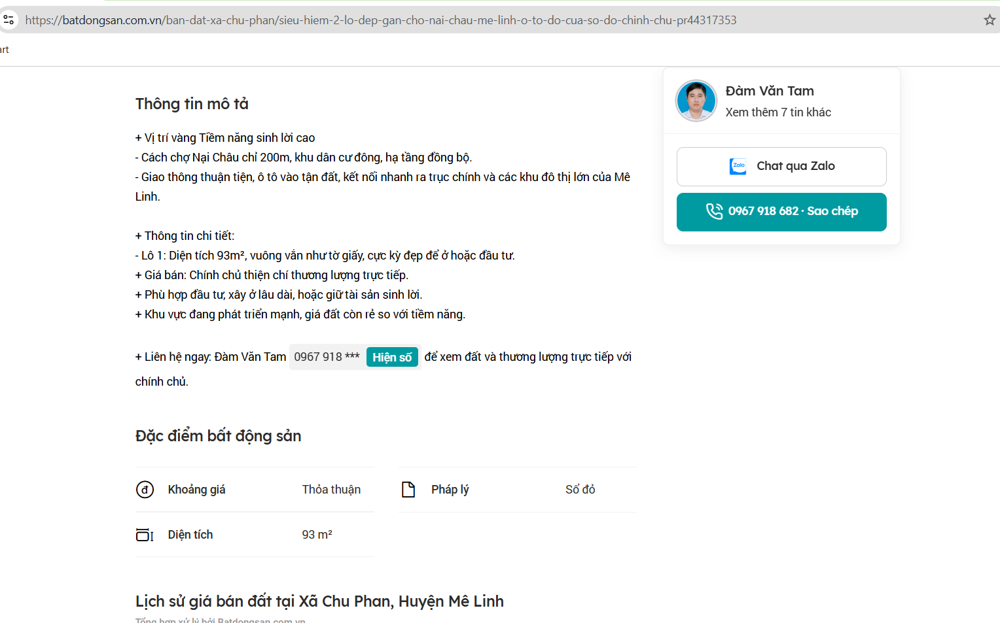 https://batdongsan.com.vn/ban-dat-xa-chu-phan/sieu-hiem-2-lo-dep-gan-cho-nai-chau-me-linh-o-to-do-cua-so-do-chinh-chu-pr44317353
art
Thông tin mô tả
+ Vị trí vàng Tiềm năng sinh lời cao
- Cách chợ Nại Châu chỉ 200m, khu dân cư đông, hạ tầng đồng bộ.
- Giao thông thuận tiện, ô tô vào tận đất, kết nối nhanh ra trục chính và các khu đô thị lớn của Mê
Linh.
+ Thông tin chi tiết:
- Lô 1: Diện tích 93m², vuông vắn như tờ giấy, cực kỳ đẹp để ở hoặc đầu tư.
+ Giá bán: Chính chủ thiện chí thương lượng trực tiếp.
+ Phù hợp đầu tư, xây ở lâu dài, hoặc giữ tài sản sinh lời.
+ Khu vực đang phát triển mạnh, giá đất còn rẻ so với tiềm năng.
+ Liên hệ ngay: Đàm Văn Tam 0967 918 *** Hiện số để xem đất và thương lượng trực tiếp với
chính chủ.
Đặc điểm bất động sản
đ Khoảng giá Thỏa thuận Pháp lý Sổ đỏ
Diện tích 93 m²
Lịch sử giá bán đất tại Xã Chu Phan, Huyện Mê Linh
Tổng hợp xử lý bởi Batdongsan.com.vn
Đàm Văn Tam
Xem thêm 7 tin khác
Zalo Chat qua Zalo
0967 918 682 · Sao chép